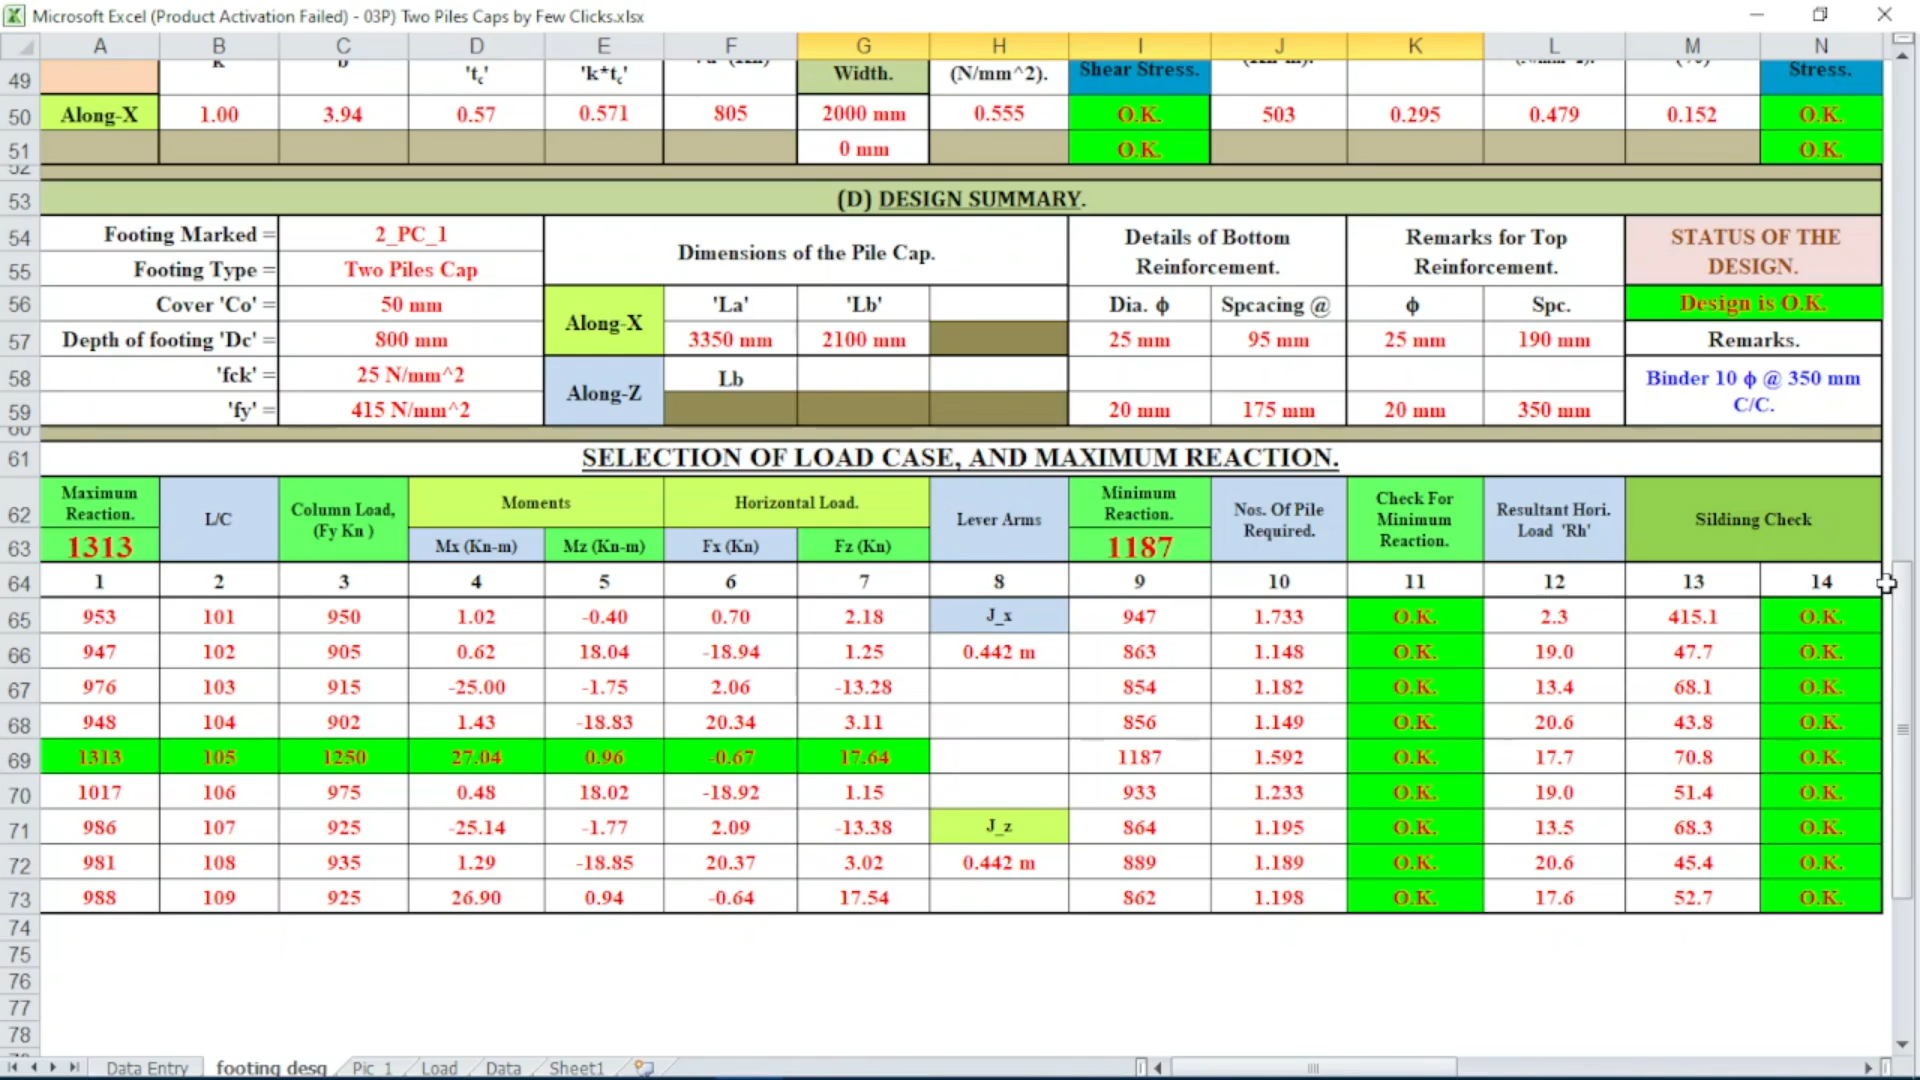 Microsoft Excel (Product Activation Failed) - 03P) Two Piles Caps by Few Clicks.xlsx
A B C D E F G H I J K L M N
49 'tc' 'k*tc' Width. (N/mm^2). Shear Stress. Stress.
50 Along-X 1.00 3.94 0.57 0.571 805 2000 mm 0.555 O.K. 503 0.295 0.479 0.152 O.K.
51 0 mm O.K. O.K.
52
53 (D) DESIGN SUMMARY.
54 Footing Marked = 2_PC_1 Dimensions of the Pile Cap. Details of Bottom Reinforcement. Remarks for Top Reinforcement. STATUS OF THE DESIGN.
55 Footing Type = Two Piles Cap
56 Cover 'Co' = 50 mm Along-X 'La' 'Lb' Dia. ϕ Spcacing @ ϕ Spc. Design is O.K.
57 Depth of footing 'Dc' = 800 mm 3350 mm 2100 mm 25 mm 95 mm 25 mm 190 mm Remarks.
58 'fck' = 25 N/mm^2 Along-Z Lb Binder 10 ϕ @ 350 mm C/C.
59 'fy' = 415 N/mm^2 20 mm 175 mm 20 mm 350 mm
60
61 SELECTION OF LOAD CASE, AND MAXIMUM REACTION.
62 Maximum Reaction. L/C Column Load, (Fy Kn ) Moments Horizontal Load. Lever Arms Minimum Reaction. Nos. Of Pile Required. Check For Minimum Reaction. Resultant Hori. Load 'Rh' Sildinng Check
63 1313 Mx (Kn-m) Mz (Kn-m) Fx (Kn) Fz (Kn) 1187
64 1 2 3 4 5 6 7 8 9 10 11 12 13 14
65 953 101 950 1.02 -0.40 0.70 2.18 J_x 947 1.733 O.K. 2.3 415.1 O.K.
66 947 102 905 0.62 18.04 -18.94 1.25 0.442 m 863 1.148 O.K. 19.0 47.7 O.K.
67 976 103 915 -25.00 -1.75 2.06 -13.28 854 1.182 O.K. 13.4 68.1 O.K.
68 948 104 902 1.43 -18.83 20.34 3.11 856 1.149 O.K. 20.6 43.8 O.K.
69 1313 105 1250 27.04 0.96 -0.67 17.64 1187 1.592 O.K. 17.7 70.8 O.K.
70 1017 106 975 0.48 18.02 -18.92 1.15 933 1.233 O.K. 19.0 51.4 O.K.
71 986 107 925 -25.14 -1.77 2.09 -13.38 J_z 864 1.195 O.K. 13.5 68.3 O.K.
72 981 108 935 1.29 -18.85 20.37 3.02 0.442 m 889 1.189 O.K. 20.6 45.4 O.K.
73 988 109 925 26.90 0.94 -0.64 17.54 862 1.198 O.K. 17.6 52.7 O.K.
74
75
76
77
78
Data Entry footing desg Pic_1 Load Data Sheet1